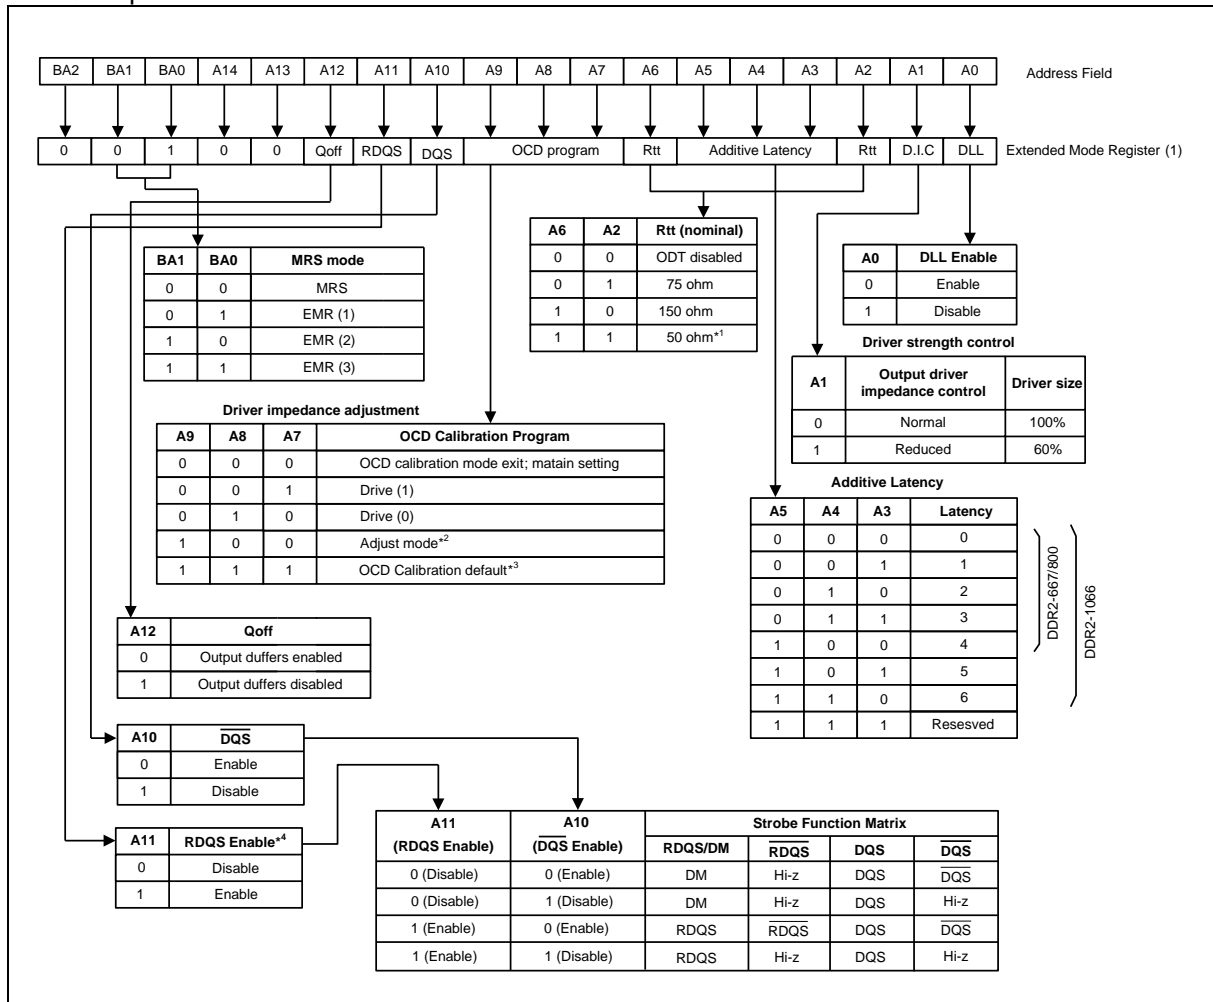 BA2 BA1 BA0 A14 A13 A12 A11 A10 A9 A8 A7 A6 A5 A4 A3 A2 A1 A0 Address Field
0 0 1 0 0 Qoff RDQS DQS OCD program Rtt Additive Latency Rtt D.I.C DLL Extended Mode Register (1)
BA1 BA0 MRS mode
0 0 MRS
0 1 EMR (1)
1 0 EMR (2)
1 1 EMR (3)
A6 A2 Rtt (nominal)
0 0 ODT disabled
0 1 75 ohm
1 0 150 ohm
1 1 50 ohm*1
A0 DLL Enable
0 Enable
1 Disable
Driver strength control
A1 Output driver impedance control Driver size
0 Normal 100%
1 Reduced 60%
Driver impedance adjustment
A9 A8 A7 OCD Calibration Program
0 0 0 OCD calibration mode exit; matain setting
0 0 1 Drive (1)
0 1 0 Drive (0)
1 0 0 Adjust mode*2
1 1 1 OCD Calibration default*3
Additive Latency
A5 A4 A3 Latency
0 0 0 0
0 0 1 1
0 1 0 2
0 1 1 3
1 0 0 4
1 0 1 5
1 1 0 6
1 1 1 Resesved
DDR2-667/800
DDR2-1066
A12 Qoff
0 Output duffers enabled
1 Output duffers disabled
A10 D̅Q̅S̅
0 Enable
1 Disable
A11 RDQS Enable*4
0 Disable
1 Enable
A11 (RDQS Enable) A10 (D̅Q̅S̅ Enable) Strobe Function Matrix
RDQS/DM R̅D̅Q̅S̅ DQS D̅Q̅S̅
0 (Disable) 0 (Enable) DM Hi-z DQS D̅Q̅S̅
0 (Disable) 1 (Disable) DM Hi-z DQS Hi-z
1 (Enable) 0 (Enable) RDQS R̅D̅Q̅S̅ DQS D̅Q̅S̅
1 (Enable) 1 (Disable) RDQS Hi-z DQS Hi-z